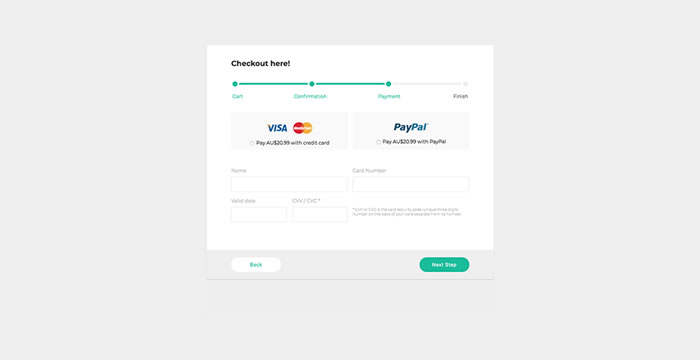 Checkout here!
Cart Confirmation Payment Finish
VISA MasterCard PayPal
Pay AU$20.99 with credit card Pay AU$20.99 with PayPal
Name Card Number
Valid date CVV / CVC *
* CVV or CVC is the card security code, unique three digits
number on the back of your card separate from its number.
Back Next Step